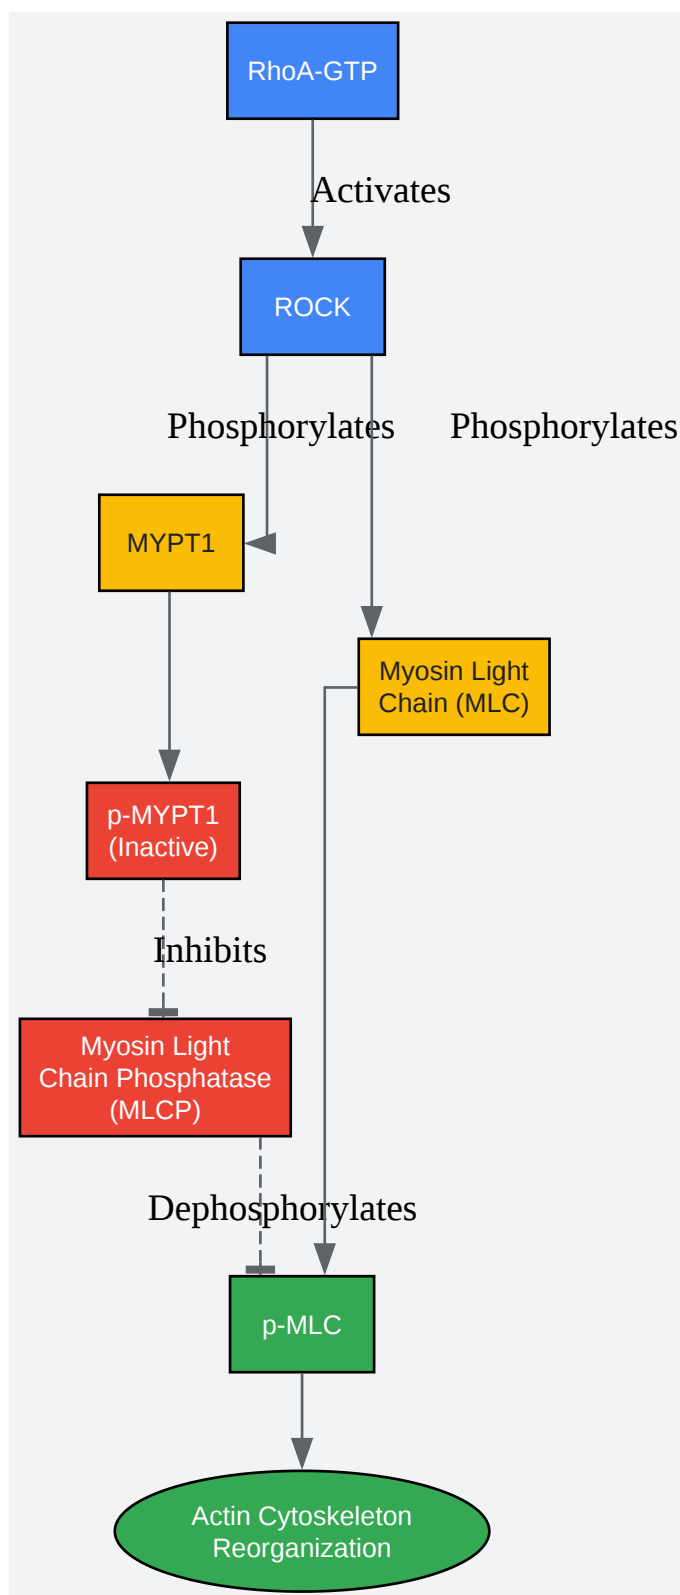 RhoA-GTP
Activates
ROCK
Phosphorylates
Phosphorylates
MYPT1
Myosin Light
Chain (MLC)
p-MYPT1
(Inactive)
Inhibits
Myosin Light
Chain Phosphatase
(MLCP)
Dephosphorylates
p-MLC
Actin Cytoskeleton
Reorganization